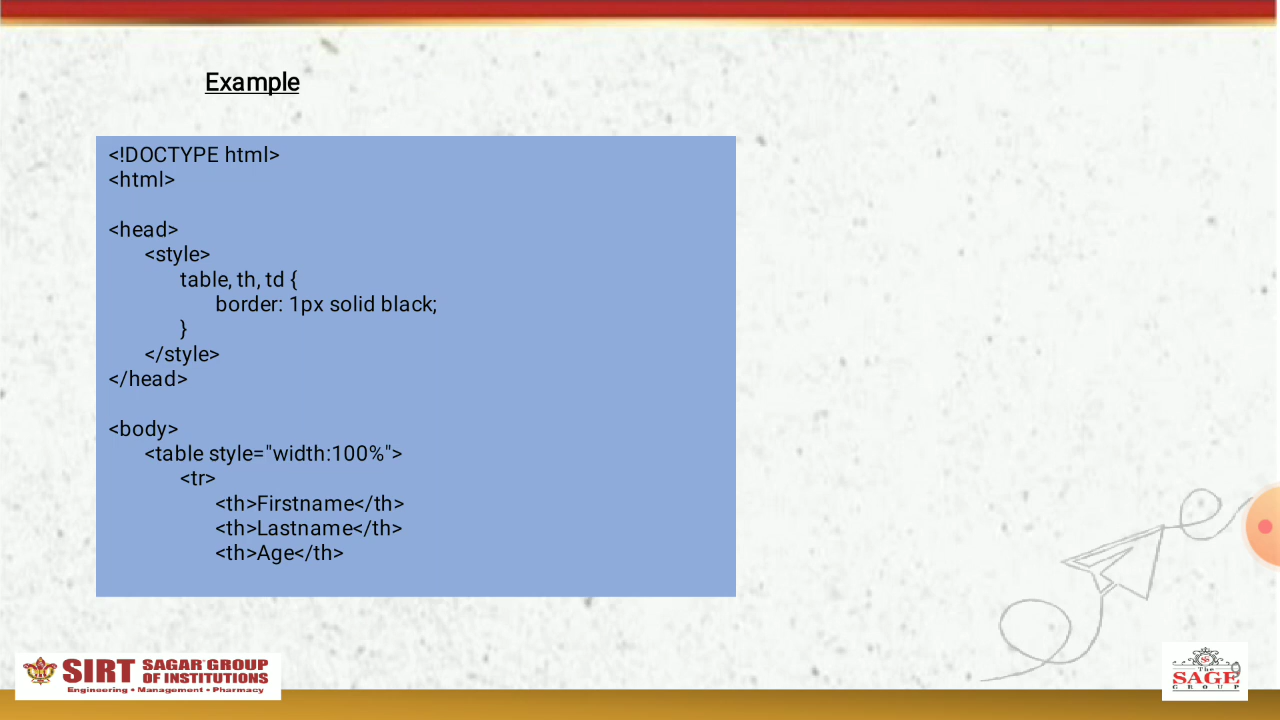 Example
<!DOCTYPE html>
<html>
<head>
<style>
table, th, td {
border: 1px solid black;
}
</style>
</head>
<body>
<table style="width:100%">
<tr>
<th>Firstname</th>
<th>Lastname</th>
<th>Age</th>
SIRT SAGAR GROUP
OF INSTITUTIONS
Engineering • Management • Pharmacy
The
SAGE
GROUP
9